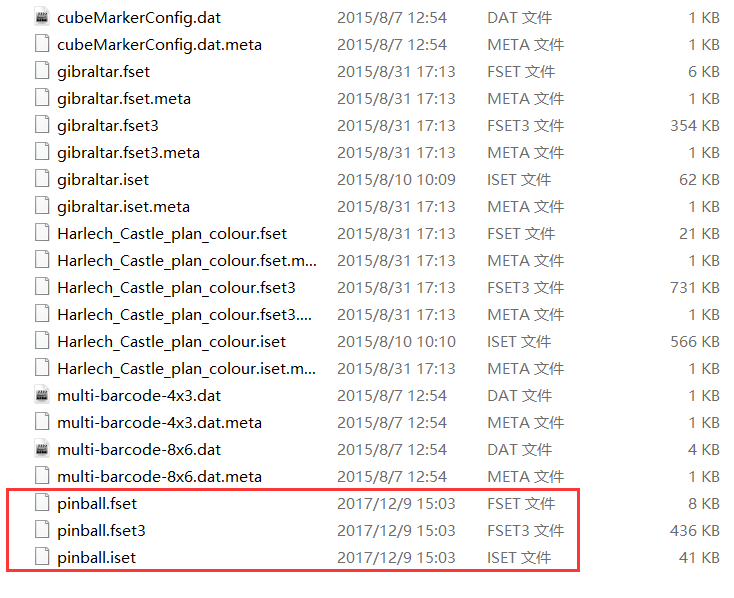 cubeMarkerConfig.dat 2015/8/7 12:54 DAT 文件 1 KB
cubeMarkerConfig.dat.meta 2015/8/7 12:54 META 文件 1 KB
gibraltar.fset 2015/8/31 17:13 FSET 文件 6 KB
gibraltar.fset.meta 2015/8/31 17:13 META 文件 1 KB
gibraltar.fset3 2015/8/31 17:13 FSET3 文件 354 KB
gibraltar.fset3.meta 2015/8/31 17:13 META 文件 1 KB
gibraltar.iset 2015/8/10 10:09 ISET 文件 62 KB
gibraltar.iset.meta 2015/8/31 17:13 META 文件 1 KB
Harlech_Castle_plan_colour.fset 2015/8/31 17:13 FSET 文件 21 KB
Harlech_Castle_plan_colour.fset.m... 2015/8/31 17:13 META 文件 1 KB
Harlech_Castle_plan_colour.fset3 2015/8/31 17:13 FSET3 文件 731 KB
Harlech_Castle_plan_colour.fset3.... 2015/8/31 17:13 META 文件 1 KB
Harlech_Castle_plan_colour.iset 2015/8/10 10:10 ISET 文件 566 KB
Harlech_Castle_plan_colour.iset.m... 2015/8/31 17:13 META 文件 1 KB
multi-barcode-4x3.dat 2015/8/7 12:54 DAT 文件 1 KB
multi-barcode-4x3.dat.meta 2015/8/7 12:54 META 文件 1 KB
multi-barcode-8x6.dat 2015/8/7 12:54 DAT 文件 4 KB
multi-barcode-8x6.dat.meta 2015/8/7 12:54 META 文件 1 KB
pinball.fset 2017/12/9 15:03 FSET 文件 8 KB
pinball.fset3 2017/12/9 15:03 FSET3 文件 436 KB
pinball.iset 2017/12/9 15:03 ISET 文件 41 KB